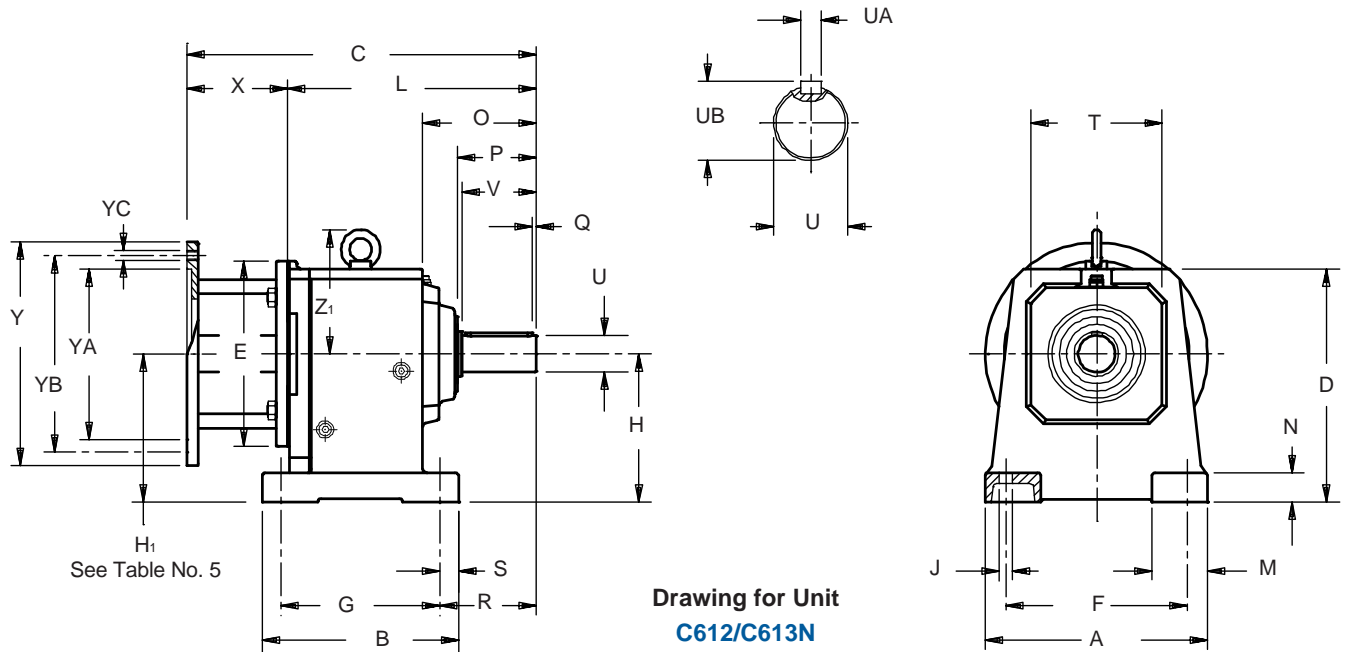 UA
C
X
L
UB
T
O
P
V
YC
Q
U
U
Z1
Y
YA
E
YB
D
H
N
H1
See Table No. 5
S
J
M
G
R
F
Drawing for Unit
B
A
C612/C613N